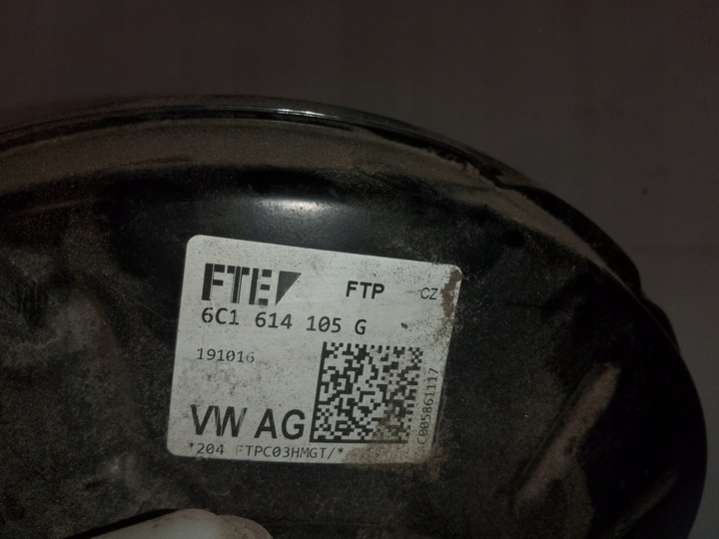 FTE FTP CZ
6C1 614 105 G
191016
VW AG
*204 FTPC03HMGT/*
C005861117